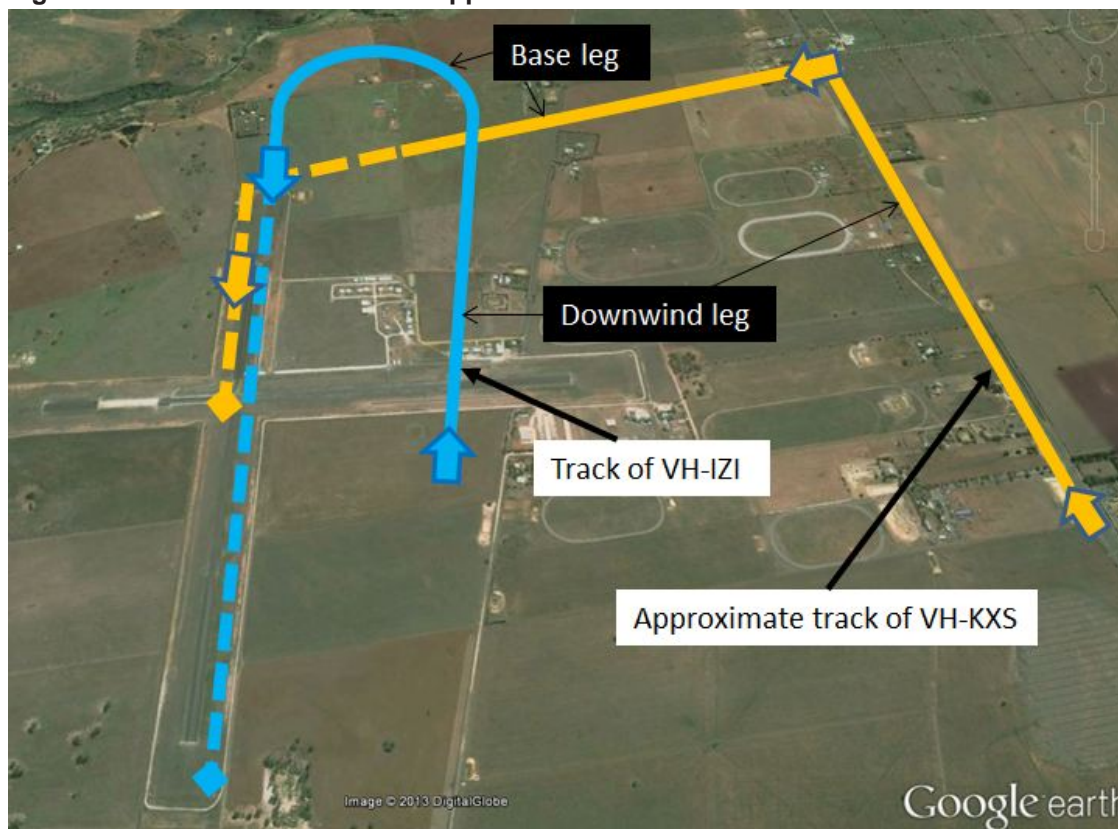 Base leg
Downwind leg
Track of VH-IZI
Approximate track of VH-KXS
Image © 2013 DigitalGlobe
Google earth